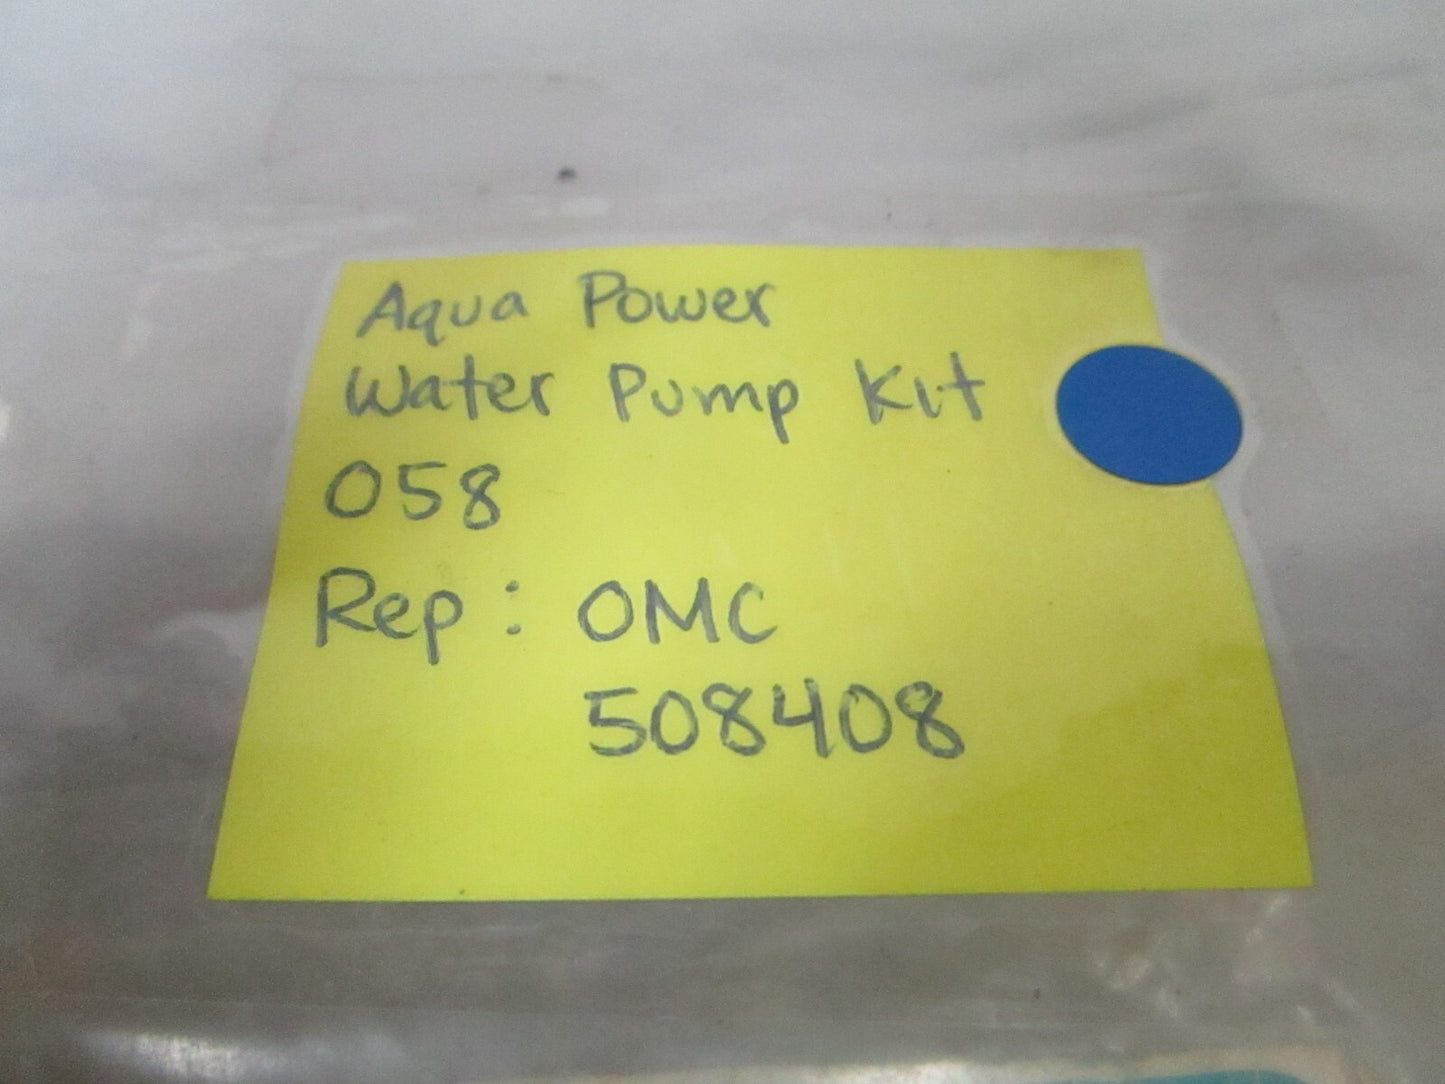 Aqua Power
Water Pump Kit
058
Rep: OMC
508408